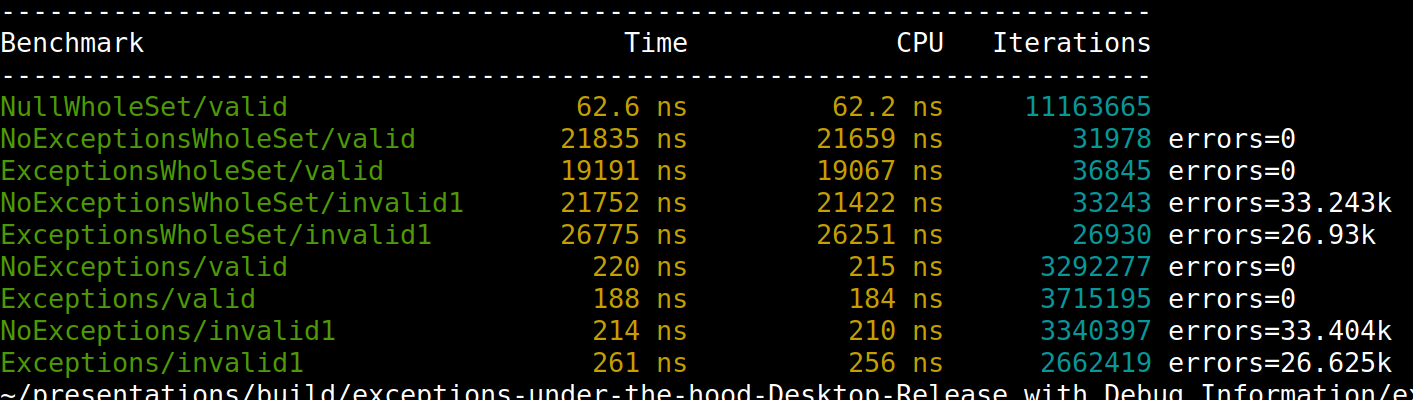 ------------------------------------------------------------------------
Benchmark                              Time             CPU   Iterations
------------------------------------------------------------------------
NullWholeSet/valid                  62.6 ns         62.2 ns     11163665
NoExceptionsWholeSet/valid         21835 ns        21659 ns        31978 errors=0
ExceptionsWholeSet/valid           19191 ns        19067 ns        36845 errors=0
NoExceptionsWholeSet/invalid1      21752 ns        21422 ns        33243 errors=33.243k
ExceptionsWholeSet/invalid1        26775 ns        26251 ns        26930 errors=26.93k
NoExceptions/valid                   220 ns          215 ns      3292277 errors=0
Exceptions/valid                     188 ns          184 ns      3715195 errors=0
NoExceptions/invalid1                214 ns          210 ns      3340397 errors=33.404k
Exceptions/invalid1                  261 ns          256 ns      2662419 errors=26.625k
~/presentations/build/exceptions-under-the-hood-Desktop-Release with Debug Information/ex